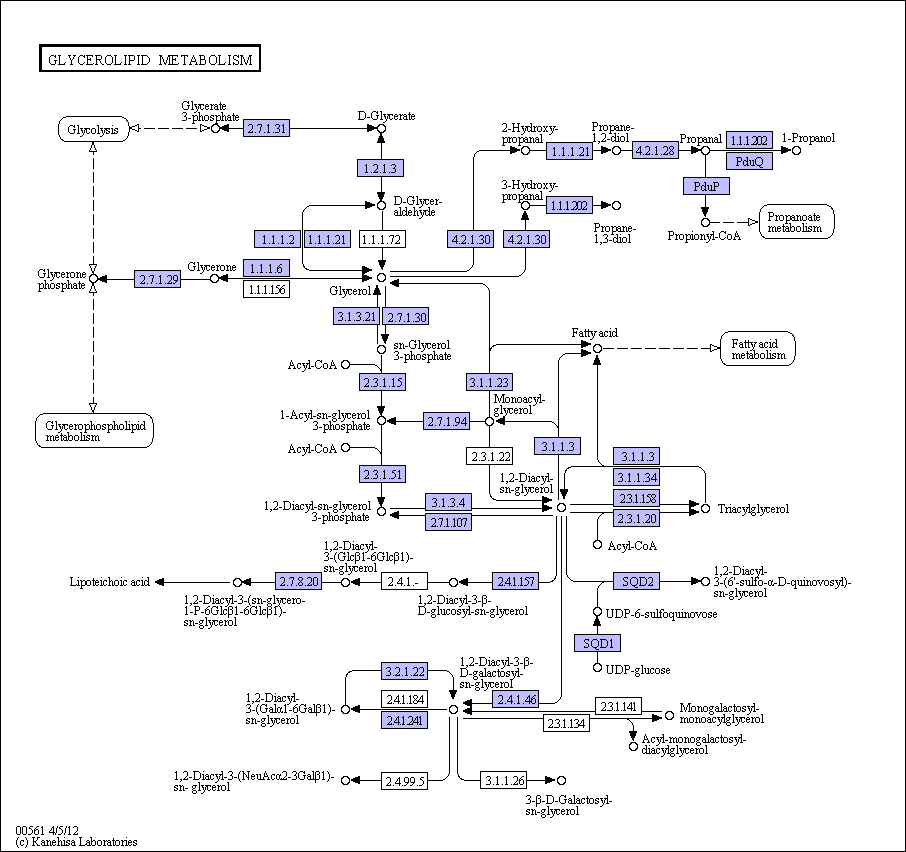 GLYCEROLIPID METABOLISM
Glycolysis
Glycerate
3-phosphate
2.7.1.31
D-Glycerate
1.2.1.3
D-Glycer-
aldehyde
1.1.1.2
1.1.1.21
1.1.1.72
2-Hydroxy-
propanal
1.1.1.21
Propane-
1,2-diol
4.2.1.28
Propanal
1.1.1.202
PduQ
1-Propanol
PduP
Propionyl-CoA
Propanoate
metabolism
3-Hydroxy-
propanal
1.1.1.202
Propane-
1,3-diol
4.2.1.30
4.2.1.30
Glycerone
phosphate
2.7.1.29
Glycerone
1.1.1.6
1.1.1.156
Glycerol
3.1.3.21
2.7.1.30
sn-Glycerol
3-phosphate
Acyl-CoA
2.3.1.15
Fatty acid
Fatty acid
metabolism
3.1.1.23
Monoacyl-
glycerol
1-Acyl-sn-glycerol
3-phosphate
2.7.1.94
Glycerophospholipid
metabolism
Acyl-CoA
2.3.1.51
2.3.1.22
3.1.1.3
3.1.1.3
3.1.1.34
2.3.1.158
2.3.1.20
1,2-Diacyl-
sn-glycerol
1,2-Diacyl-sn-glycerol
3-phosphate
3.1.3.4
2.7.1.107
Triacylglycerol
Acyl-CoA
Lipoteichoic acid
2.7.8.20
1,2-Diacyl-
3-(Glcβ1-6Glcβ1)-
sn-glycerol
2.4.1.-
2.4.1.157
1,2-Diacyl-3-(sn-glycero-
1-P-6Glcβ1-6Glcβ1)-
sn-glycerol
1,2-Diacyl-3-β-
D-glucosyl-sn-glycerol
SQD2
1,2-Diacyl-
3-(6'-sulfo-α-D-quinovosyl)-
sn-glycerol
UDP-6-sulfoquinovose
SQD1
UDP-glucose
3.2.1.22
1,2-Diacyl-3-β-
D-galactosyl-
sn-glycerol
1,2-Diacyl-
3-(Galα1-6Galβ1)-
sn-glycerol
2.4.1.184
2.4.1.241
2.4.1.46
2.3.1.141
2.3.1.134
Monogalactosyl-
monoacylglycerol
Acyl-monogalactosyl-
diacylglycerol
1,2-Diacyl-3-(NeuAcα2-3Galβ1)-
sn- glycerol
2.4.99.5
3.1.1.26
3-β-D-Galactosyl-
sn-glycerol
00561 4/5/12
(c) Kanehisa Laboratories